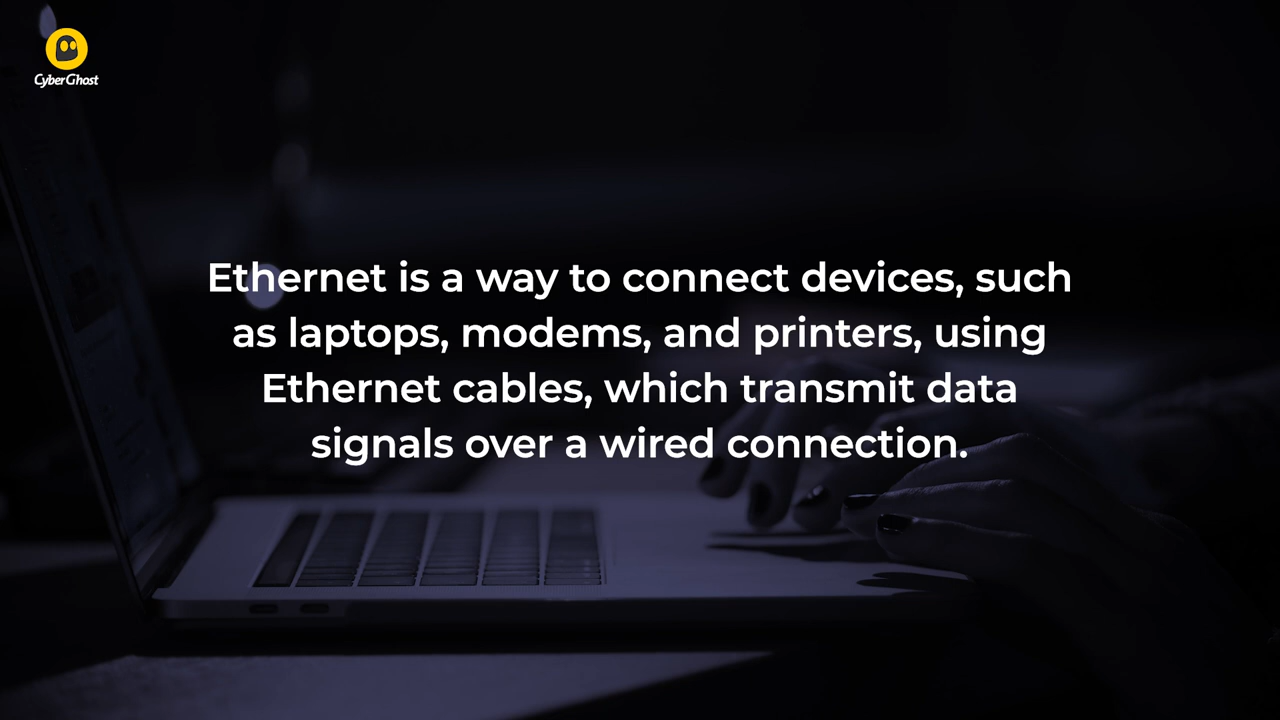 CyberGhost
Ethernet is a way to connect devices, such
as laptops, modems, and printers, using
Ethernet cables, which transmit data
signals over a wired connection.